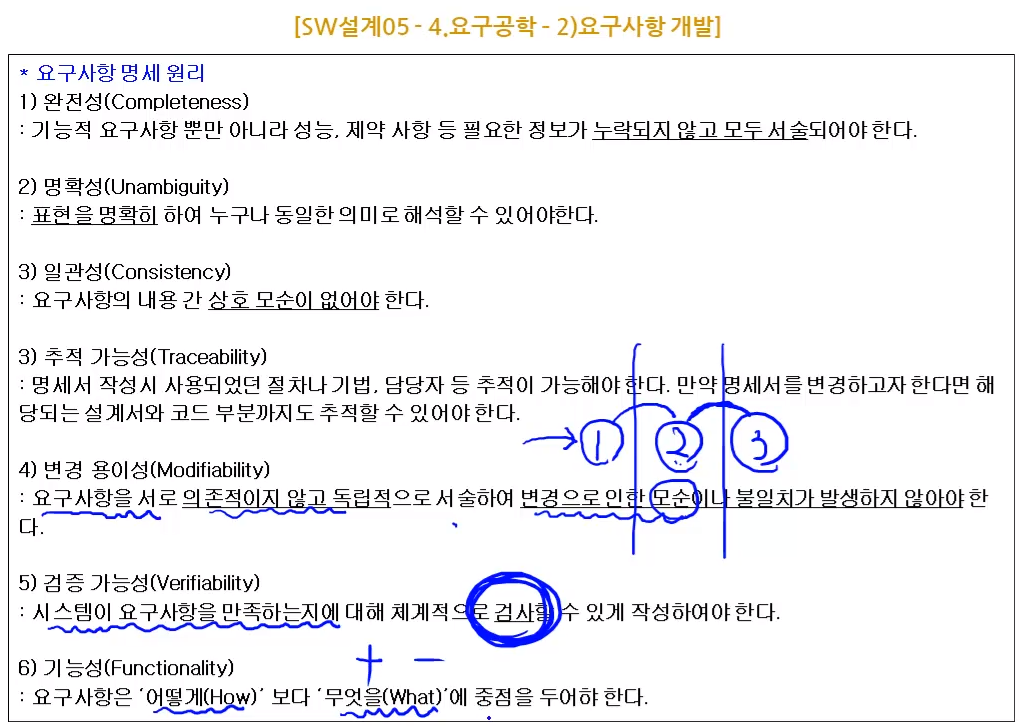 [SW설계05 - 4.요구공학 - 2)요구사항 개발]
* 요구사항 명세 원리
1) 완전성(Completeness)
: 기능적 요구사항 뿐만 아니라 성능, 제약 사항 등 필요한 정보가 누락되지 않고 모두 서술되어야 한다.
2) 명확성(Unambiguity)
: 표현을 명확히 하여 누구나 동일한 의미로 해석할 수 있어야한다.
3) 일관성(Consistency)
: 요구사항의 내용 간 상호 모순이 없어야 한다.
3) 추적 가능성(Traceability)
: 명세서 작성시 사용되었던 절차나 기법, 담당자 등 추적이 가능해야 한다. 만약 명세서를 변경하고자 한다면 해
당되는 설계서와 코드 부분까지도 추적할 수 있어야 한다.
1 2 3
4) 변경 용이성(Modifiability)
: 요구사항을 서로 의존적이지 않고 독립적으로 서술하여 변경으로 인한 모순이나 불일치가 발생하지 않아야 한
다.
5) 검증 가능성(Verifiability)
: 시스템이 요구사항을 만족하는지에 대해 체계적으로 검사할 수 있게 작성하여야 한다.
+ -
6) 기능성(Functionality)
: 요구사항은 '어떻게(How)' 보다 '무엇을(What)'에 중점을 두어햐 한다.